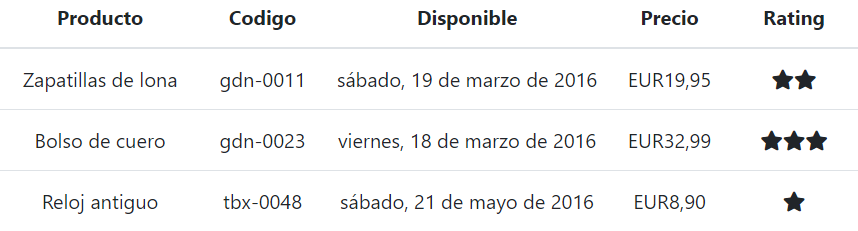 Producto Codigo Disponible Precio Rating
Zapatillas de lona gdn-0011 sábado, 19 de marzo de 2016 EUR19,95
Bolso de cuero gdn-0023 viernes, 18 de marzo de 2016 EUR32,99
Reloj antiguo tbx-0048 sábado, 21 de mayo de 2016 EUR8,90